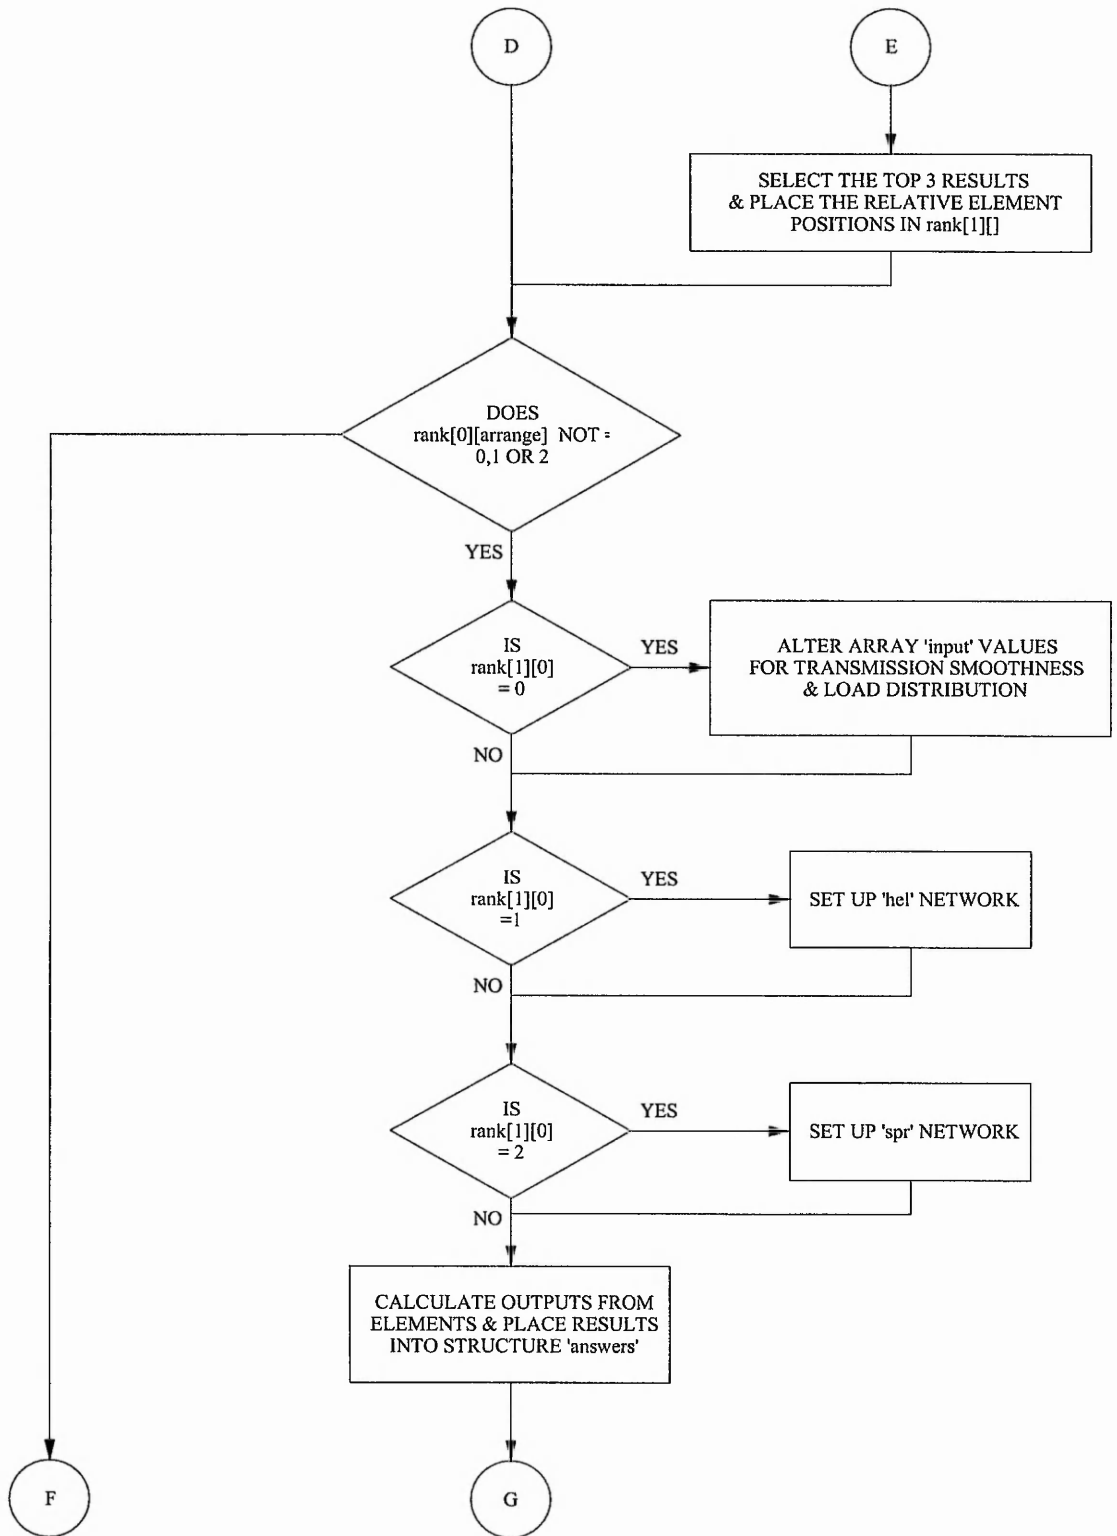 D
E
SELECT THE TOP 3 RESULTS
& PLACE THE RELATIVE ELEMENT
POSITIONS IN rank[1][]
DOES
rank[0][arrange] NOT =
0,1 OR 2
YES
IS
rank[1][0]
= 0
YES
ALTER ARRAY 'input' VALUES
FOR TRANSMISSION SMOOTHNESS
& LOAD DISTRIBUTION
NO
IS
rank[1][0]
=1
YES
SET UP 'hel' NETWORK
NO
IS
rank[1][0]
= 2
YES
SET UP 'spr' NETWORK
NO
CALCULATE OUTPUTS FROM
ELEMENTS & PLACE RESULTS
INTO STRUCTURE 'answers'
F
G